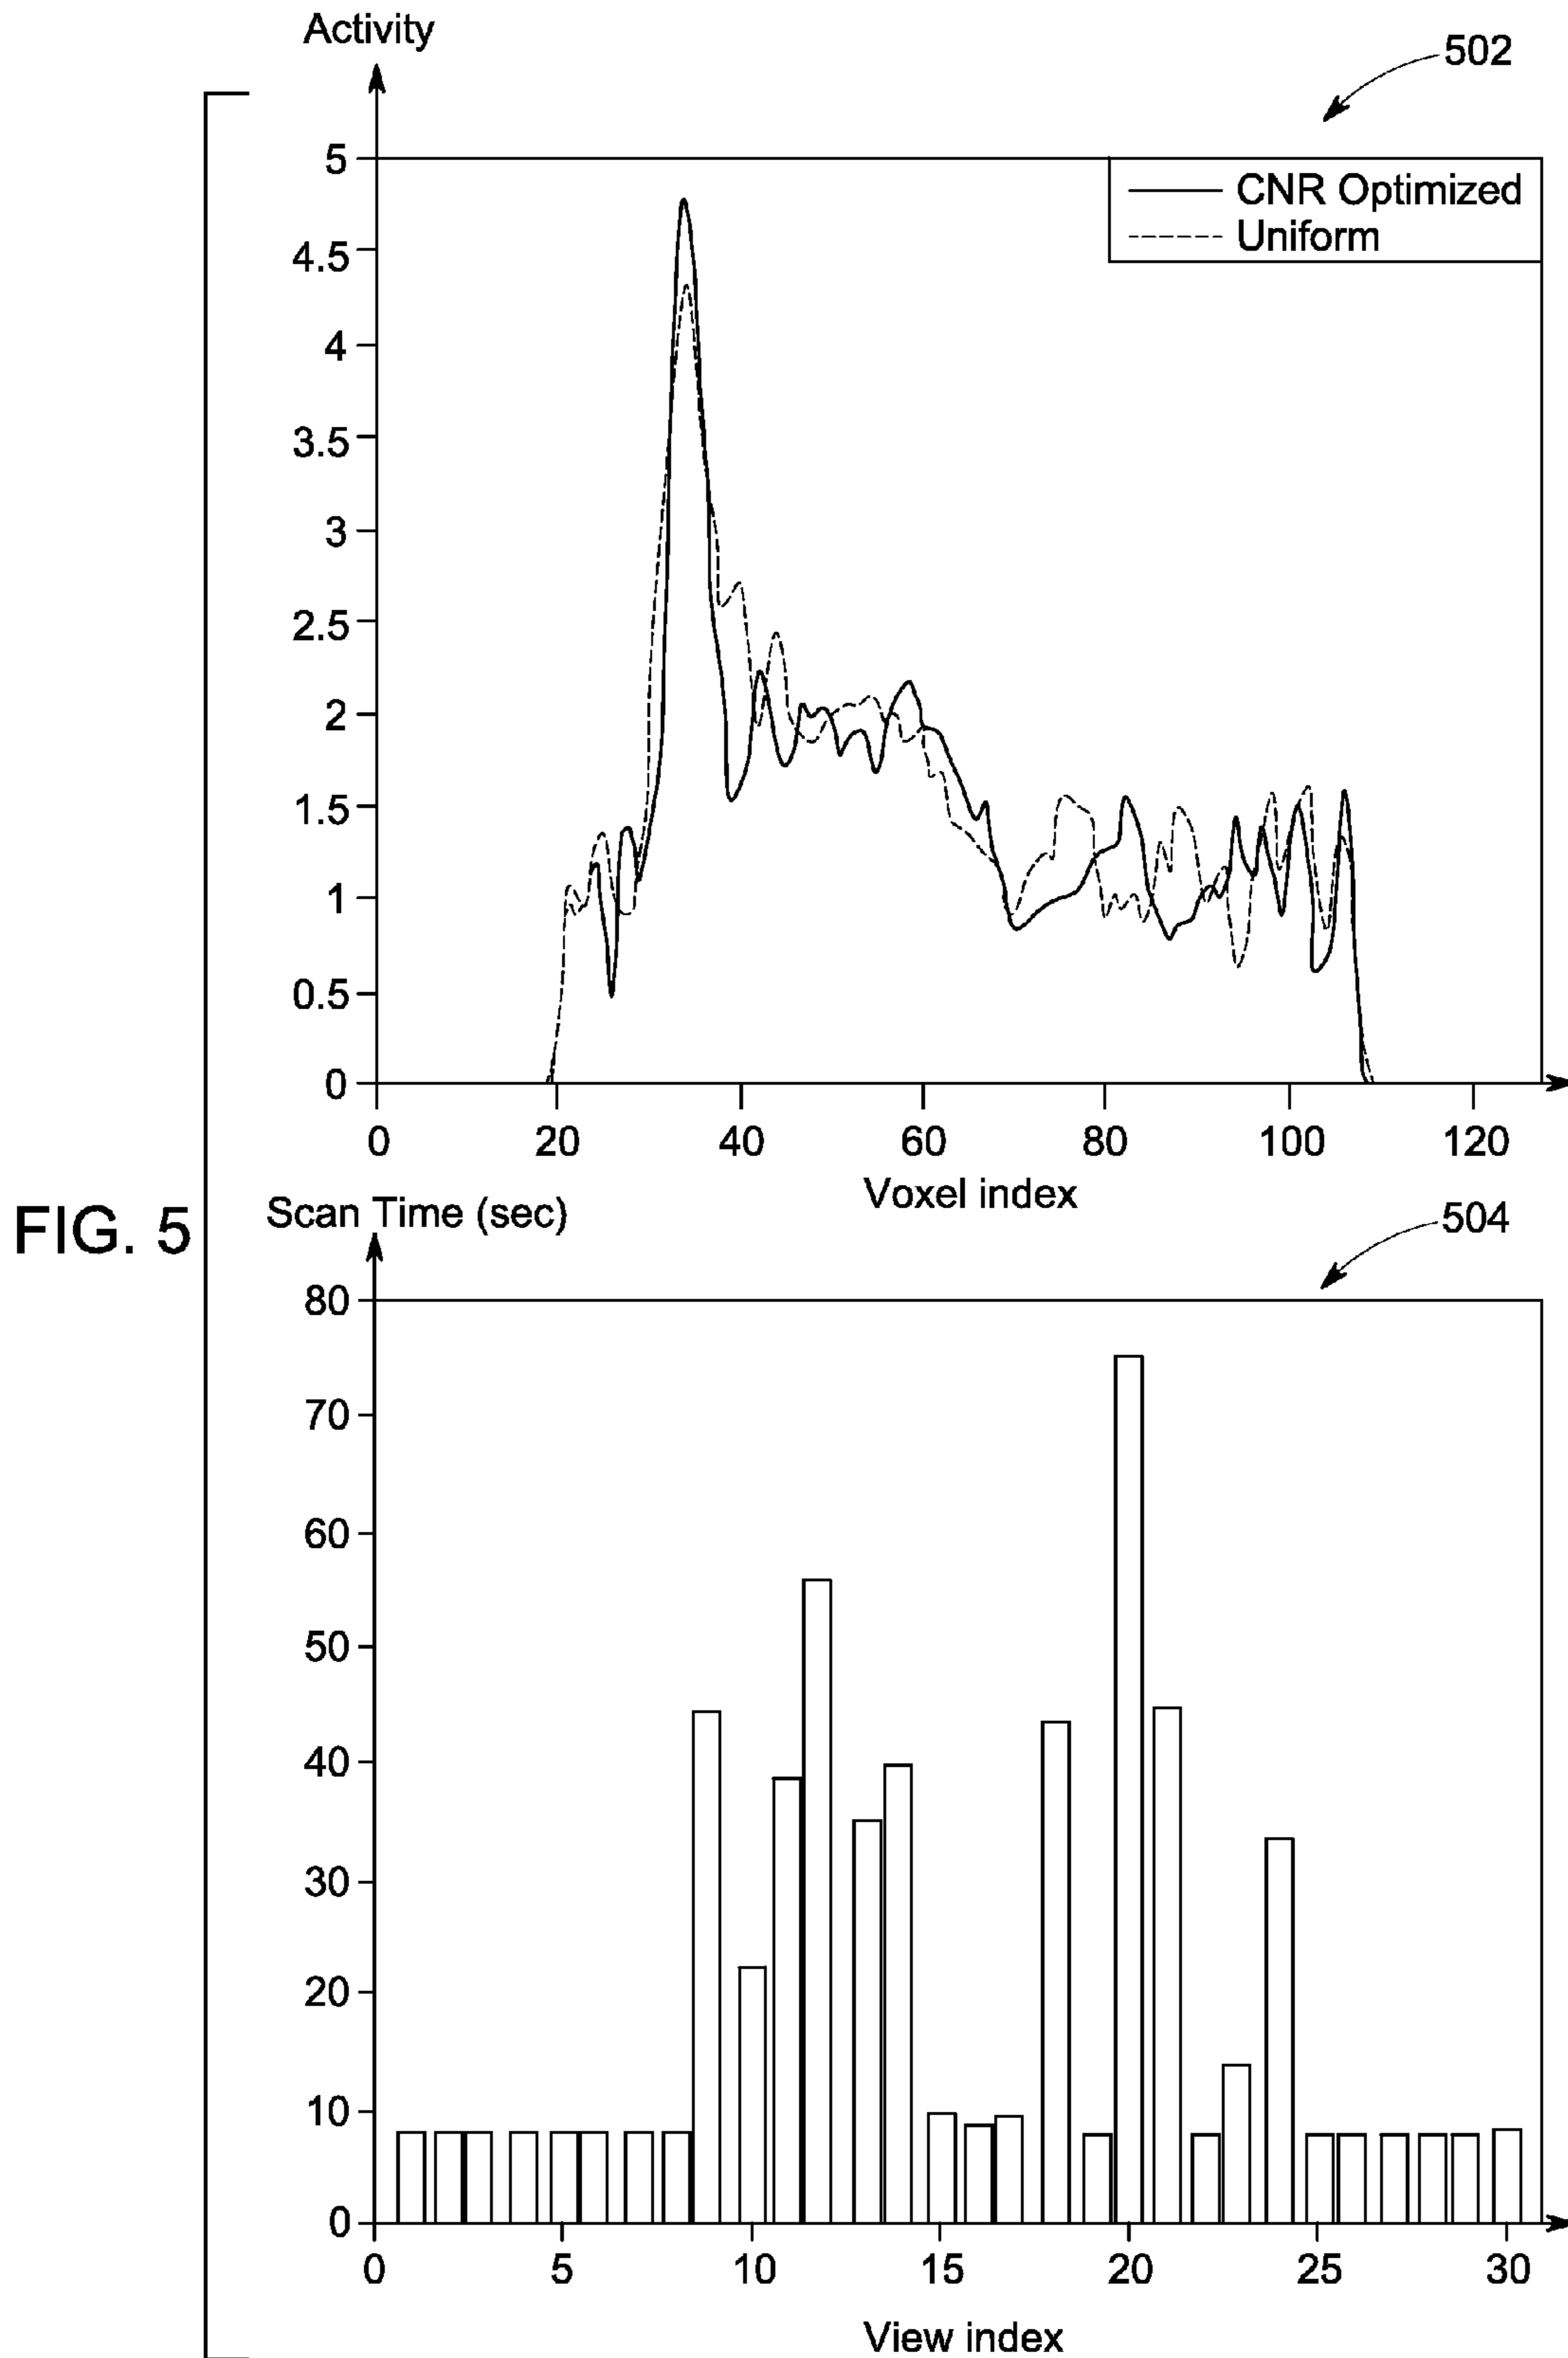 Activity
502
5
4.5
4
3.5
3
2.5
2
1.5
1
0.5
0
CNR Optimized
Uniform
0 20 40 60 80 100 120
Voxel index
FIG. 5
Scan Time (sec)
504
80
70
60
50
40
30
20
10
0
0 5 10 15 20 25 30
View index